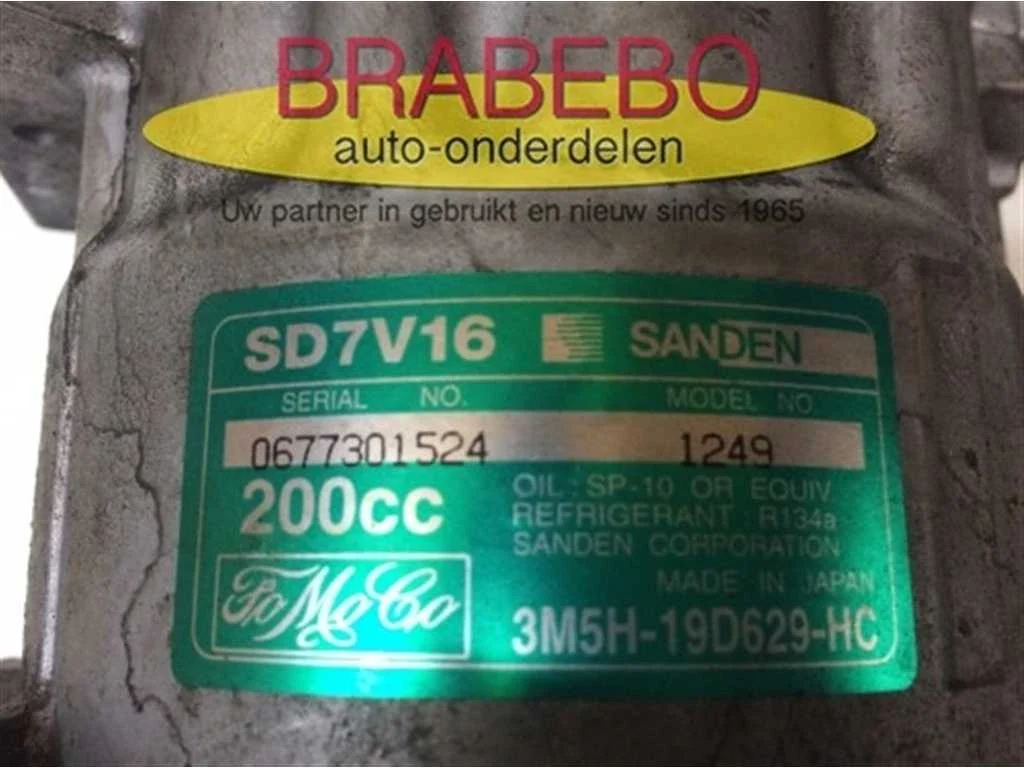 BRABEBO
auto-onderdelen
Uw partner in gebruikt en nieuw sinds 1965
SD7V16 SANDEN
SERIAL NO. MODEL NO
0677301524 1249
200cc
OIL : SP-10 OR EQUIV.
REFRIGERANT : R134a
SANDEN CORPORATION
MADE IN JAPAN
FoMoCo
3M5H-19D629-HC